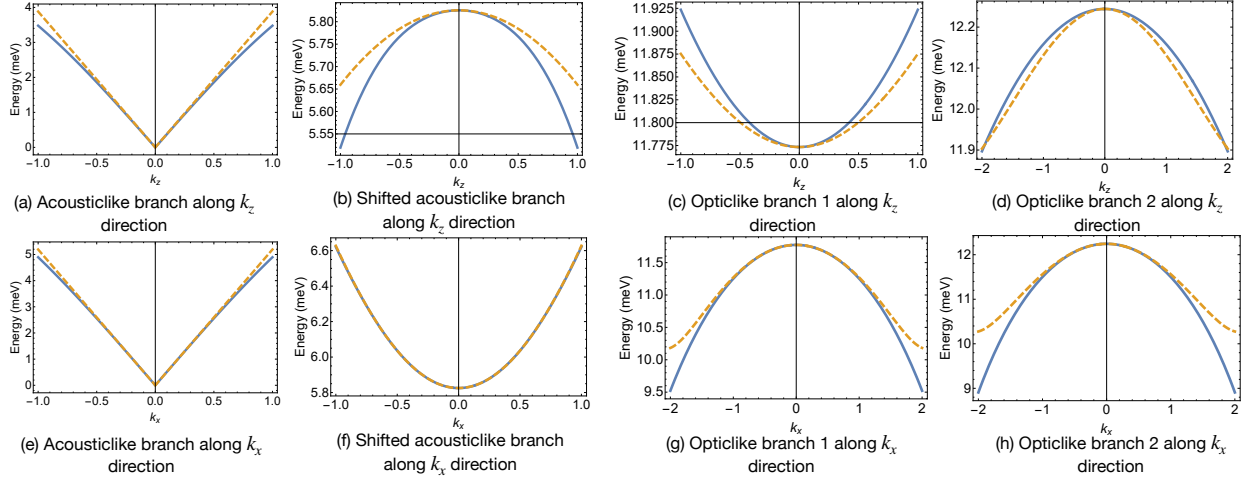 4
3
2
1
0
Energy (meV)
-1.0 -0.5 0.0 0.5 1.0
k_z
(a) Acousticlike branch along k_z
direction
5.80
5.75
5.70
5.65
5.60
5.55
Energy (meV)
-1.0 -0.5 0.0 0.5 1.0
k_z
(b) Shifted acousticlike branch
along k_z direction
11.925
11.900
11.875
11.850
11.825
11.800
11.775
Energy (meV)
-1.0 -0.5 0.0 0.5 1.0
k_z
(c) Opticlike branch 1 along k_z
direction
12.2
12.1
12.0
11.9
Energy (meV)
-2 -1 0 1 2
k_z
(d) Opticlike branch 2 along k_z
direction
5
4
3
2
1
0
Energy (meV)
-1.0 -0.5 0.0 0.5 1.0
k_x
(e) Acousticlike branch along k_x
direction
6.6
6.4
6.2
6.0
5.8
Energy (meV)
-1.0 -0.5 0.0 0.5 1.0
k_x
(f) Shifted acousticlike branch
along k_x direction
11.5
11.0
10.5
10.0
9.5
Energy (meV)
-2 -1 0 1 2
k_x
(g) Opticlike branch 1 along k_x
direction
12
11
10
9
Energy (meV)
-2 -1 0 1 2
k_x
(h) Opticlike branch 2 along k_x
direction